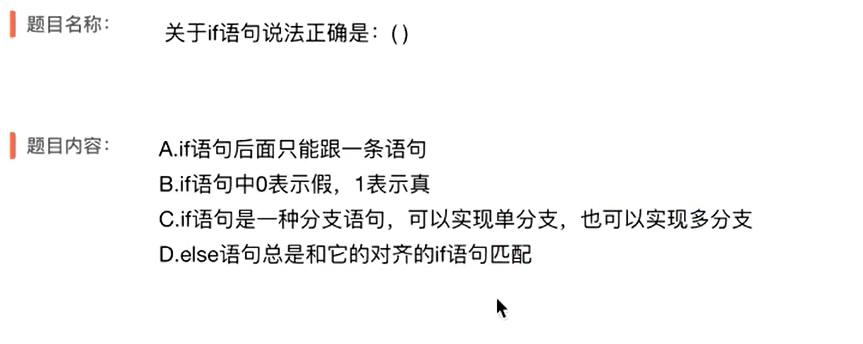 题目名称： 关于if语句说法正确是：( )
题目内容： A.if语句后面只能跟一条语句
B.if语句中0表示假，1表示真
C.if语句是一种分支语句，可以实现单分支，也可以实现多分支
D.else语句总是和它的对齐的if语句匹配